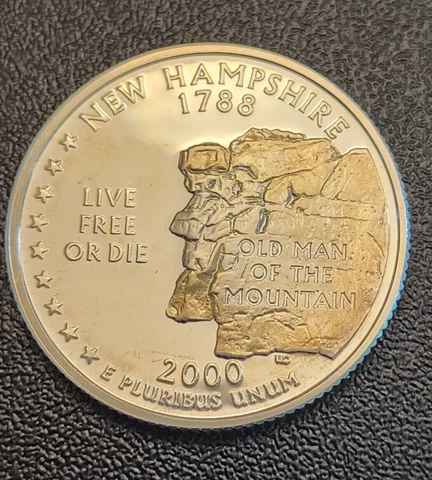 NEW HAMPSHIRE
1788
LIVE
FREE
OR DIE
OLD MAN
OF THE
MOUNTAIN
2000
E PLURIBUS UNUM